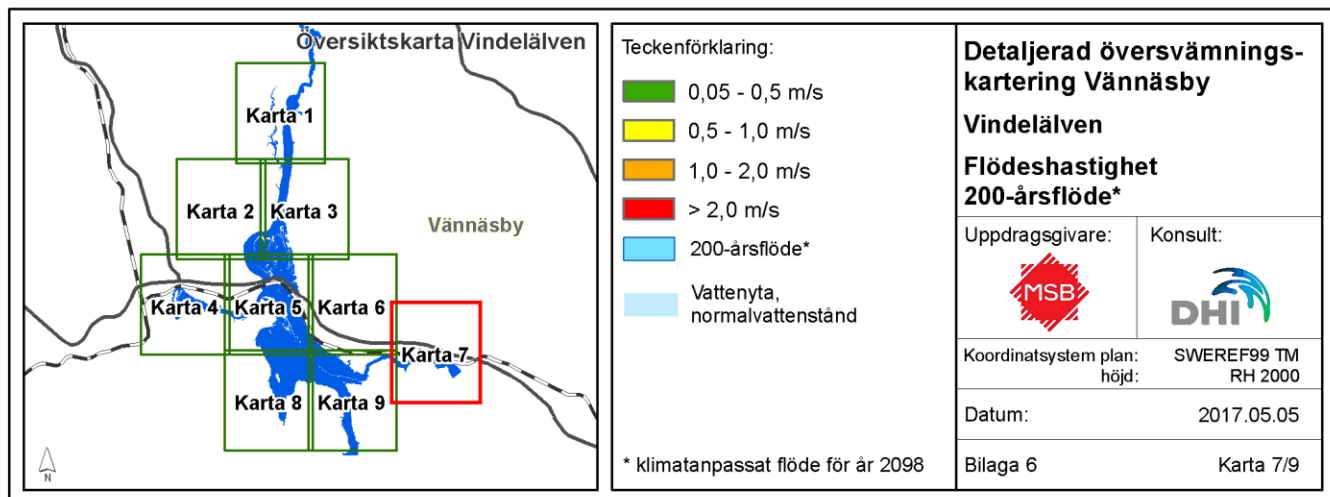 Översiktskarta Vindelälven
Karta 1
Karta 2
Karta 3
Vännäsby
Karta 4
Karta 5
Karta 6
Karta 7
Karta 8
Karta 9
N
Teckenförklaring:
0,05 - 0,5 m/s
0,5 - 1,0 m/s
1,0 - 2,0 m/s
> 2,0 m/s
200-årsflöde*
Vattenyta,
normalvattenstånd
* klimatanpassat flöde för år 2098
Detaljerad översvämnings-
kartering Vännäsby
Vindelälven
Flödeshastighet
200-årsflöde*
Uppdragsgivare:
MSB
Konsult:
DHI
Koordinatsystem plan: SWEREF99 TM
höjd: RH 2000
Datum: 2017.05.05
Bilaga 6 Karta 7/9